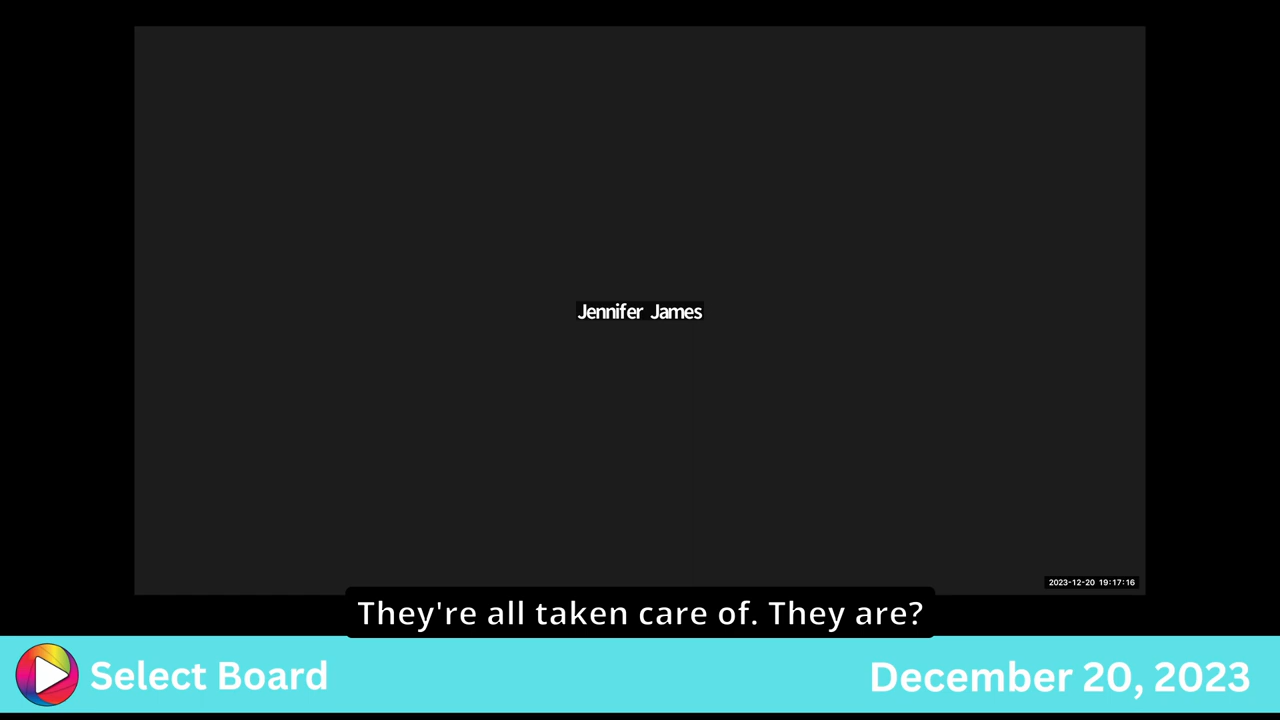 Jennifer James
2023-12-20 19:17:16
They're all taken care of. They are?
Select Board
December 20, 2023